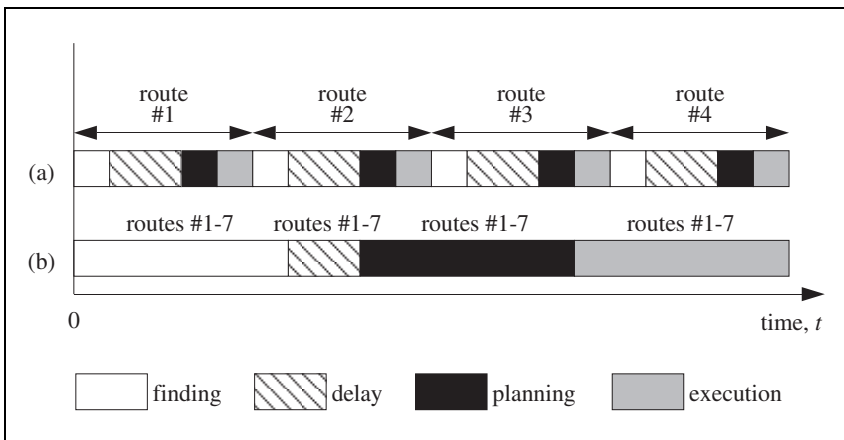 route
#1
route
#2
route
#3
route
#4
(a)
routes #1-7
routes #1-7
routes #1-7
routes #1-7
(b)
0
time, t
finding
delay
planning
execution